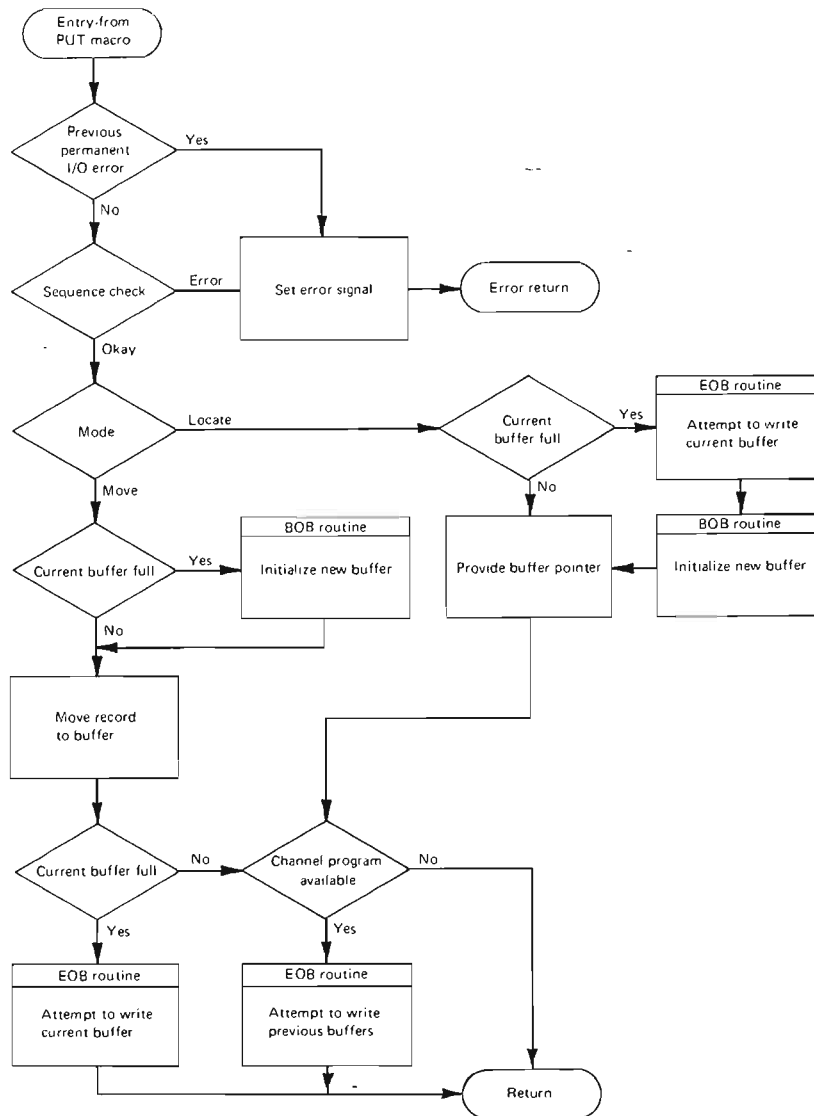 Entry-from
PUT macro
Previous
permanent
I/O error
Yes
No
Sequence check
Error
Set error signal
Error return
Okay
Mode
Locate
Current
buffer full
Yes
EOB routine
Attempt to write
current buffer
Move
No
Current buffer full
Yes
BOB routine
Initialize new buffer
Provide buffer pointer
BOB routine
Initialize new buffer
No
Move record
to buffer
Current buffer full
No
Channel program
available
No
Yes
Yes
EOB routine
Attempt to write
current buffer
EOB routine
Attempt to write
previous buffers
Return